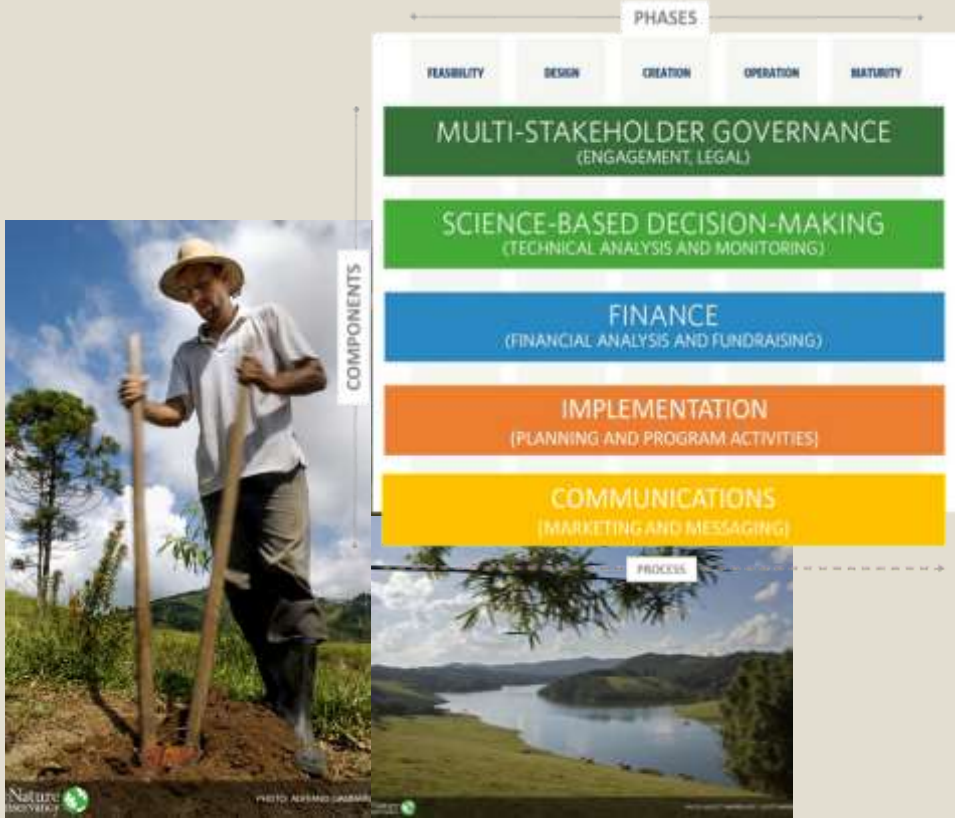 PHASES
FEASIBILITY DESIGN CREATION OPERATION MATURITY
COMPONENTS
MULTI-STAKEHOLDER GOVERNANCE
(ENGAGEMENT, LEGAL)
SCIENCE-BASED DECISION-MAKING
(TECHNICAL ANALYSIS AND MONITORING)
FINANCE
(FINANCIAL ANALYSIS AND FUNDRAISING)
IMPLEMENTATION
(PLANNING AND PROGRAM ACTIVITIES)
COMMUNICATIONS
(MARKETING AND MESSAGING)
PROCESS
Nature
PHOTO: